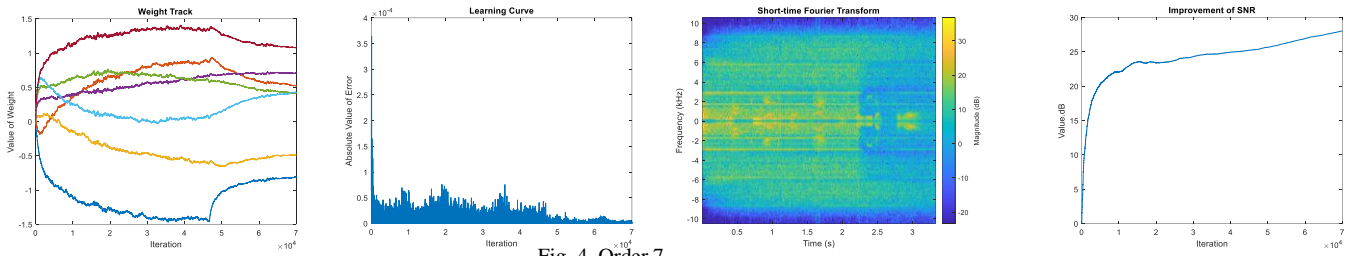 Weight Track
Value of Weight
1.5
1
0.5
0
-0.5
-1
-1.5
0 1 2 3 4 5 6 7
Iteration
×10⁴
Learning Curve
×10⁻⁴
Absolute Value of Error
4
3.5
3
2.5
2
1.5
1
0.5
0
0 1 2 3 4 5 6 7
Iteration
×10⁴
Short-time Fourier Transform
Frequency (kHz)
10
8
6
4
2
0
-2
-4
-6
-8
-10
0.5 1 1.5 2 2.5 3
Time (s)
30
20
10
0
-10
-20
Magnitude (dB)
Improvement of SNR
Value,dB
30
25
20
15
10
5
0
0 1 2 3 4 5 6 7
Iteration
×10⁴
Fig. 4. Order 7